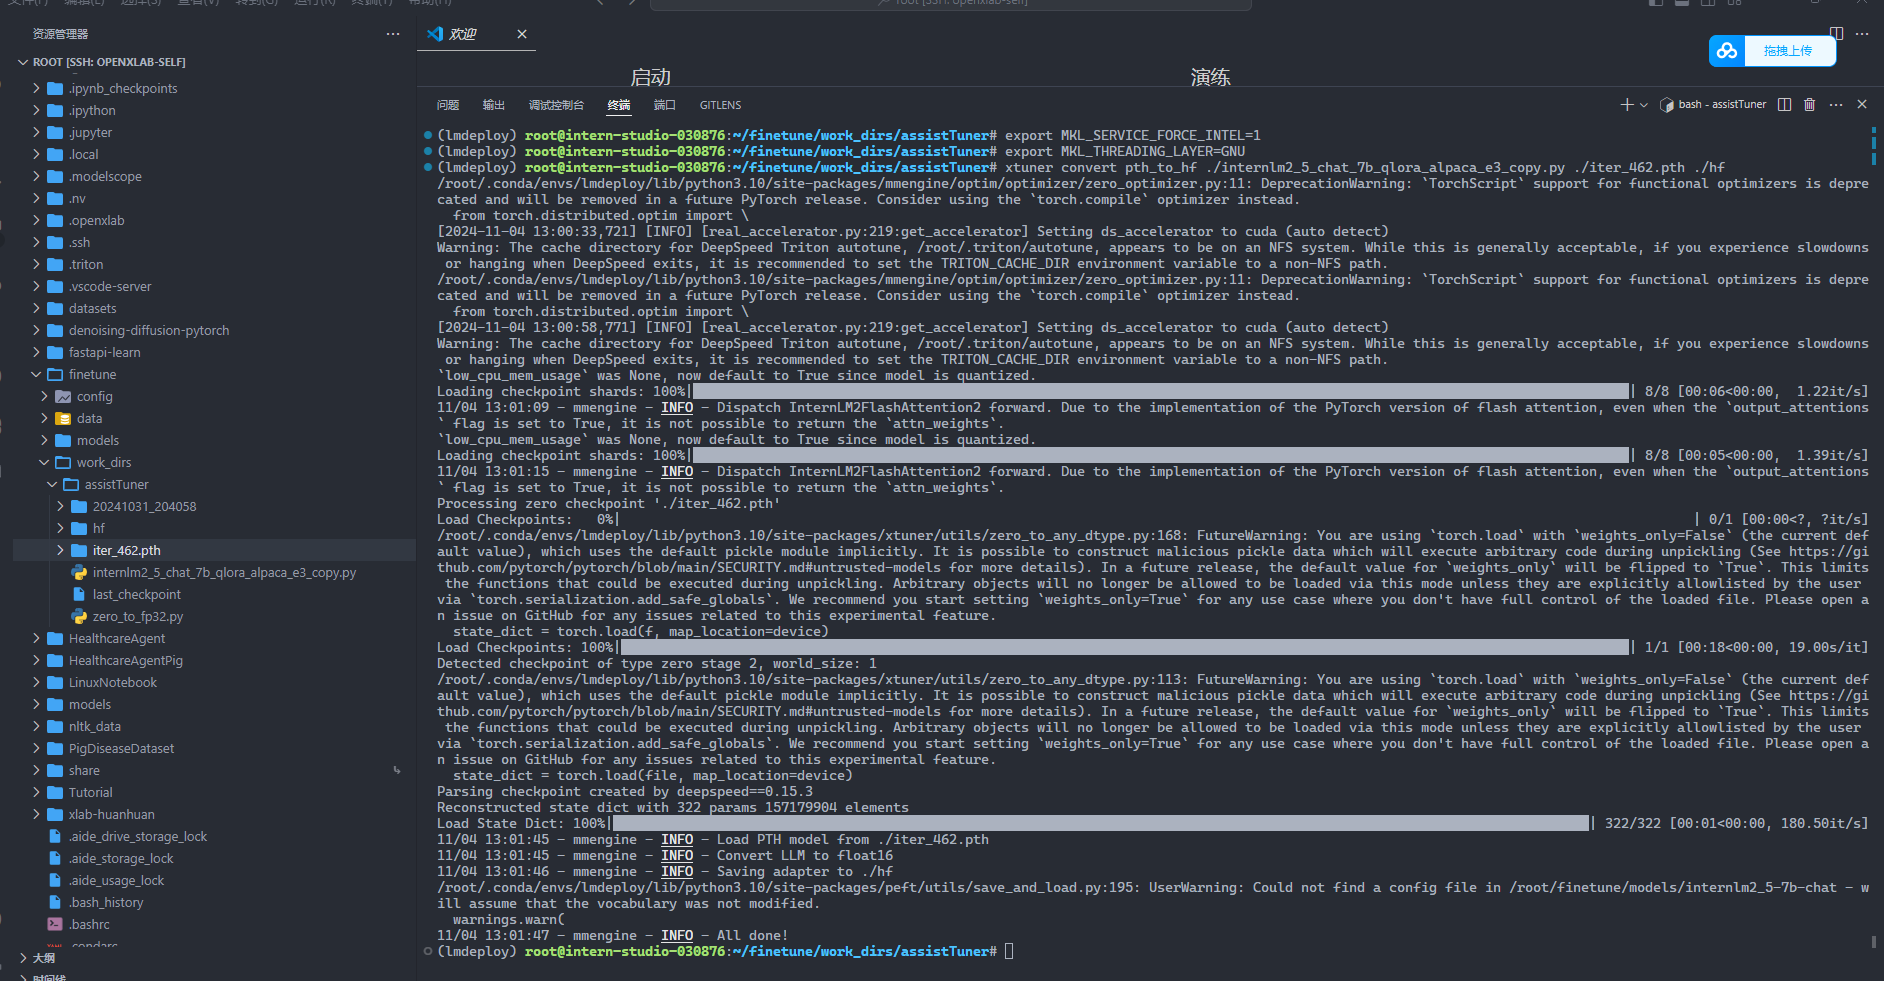 文件(F) 编辑(E) 选择(S) 查看(V) 转到(G) 运行(R) 终端(T) 帮助(H)
root [SSH: openxlab-self]
资源管理器
欢迎
拖拽上传
启动
演练
ROOT [SSH: OPENXLAB-SELF]
.ipynb_checkpoints
.ipython
.jupyter
.local
.modelscope
.nv
.openxlab
.ssh
.triton
.vscode-server
datasets
denoising-diffusion-pytorch
fastapi-learn
finetune
config
data
models
work_dirs
assistTuner
20241031_204058
hf
iter_462.pth
internlm2_5_chat_7b_qlora_alpaca_e3_copy.py
last_checkpoint
zero_to_fp32.py
HealthcareAgent
HealthcareAgentPig
LinuxNotebook
models
nltk_data
PigDiseaseDataset
share
Tutorial
xlab-huanhuan
.aide_drive_storage_lock
.aide_storage_lock
.aide_usage_lock
.bash_history
.bashrc
.condarc
大纲
时间线
问题 输出 调试控制台 终端 端口 GITLENS
bash - assistTuner
(lmdeploy) root@intern-studio-030876:~/finetune/work_dirs/assistTuner# export MKL_SERVICE_FORCE_INTEL=1
(lmdeploy) root@intern-studio-030876:~/finetune/work_dirs/assistTuner# export MKL_THREADING_LAYER=GNU
(lmdeploy) root@intern-studio-030876:~/finetune/work_dirs/assistTuner# xtuner convert pth_to_hf ./internlm2_5_chat_7b_qlora_alpaca_e3_copy.py ./iter_462.pth ./hf
/root/.conda/envs/lmdeploy/lib/python3.10/site-packages/mmengine/optim/optimizer/zero_optimizer.py:11: DeprecationWarning: `TorchScript` support for functional optimizers is depre
cated and will be removed in a future PyTorch release. Consider using the `torch.compile` optimizer instead.
from torch.distributed.optim import \
[2024-11-04 13:00:33,721] [INFO] [real_accelerator.py:219:get_accelerator] Setting ds_accelerator to cuda (auto detect)
Warning: The cache directory for DeepSpeed Triton autotune, /root/.triton/autotune, appears to be on an NFS system. While this is generally acceptable, if you experience slowdowns
or hanging when DeepSpeed exits, it is recommended to set the TRITON_CACHE_DIR environment variable to a non-NFS path.
/root/.conda/envs/lmdeploy/lib/python3.10/site-packages/mmengine/optim/optimizer/zero_optimizer.py:11: DeprecationWarning: `TorchScript` support for functional optimizers is depre
cated and will be removed in a future PyTorch release. Consider using the `torch.compile` optimizer instead.
from torch.distributed.optim import \
[2024-11-04 13:00:58,771] [INFO] [real_accelerator.py:219:get_accelerator] Setting ds_accelerator to cuda (auto detect)
Warning: The cache directory for DeepSpeed Triton autotune, /root/.triton/autotune, appears to be on an NFS system. While this is generally acceptable, if you experience slowdowns
or hanging when DeepSpeed exits, it is recommended to set the TRITON_CACHE_DIR environment variable to a non-NFS path.
`low_cpu_mem_usage` was None, now default to True since model is quantized.
Loading checkpoint shards: 100%| | 8/8 [00:06<00:00, 1.22it/s]
11/04 13:01:09 - mmengine - INFO - Dispatch InternLM2FlashAttention2 forward. Due to the implementation of the PyTorch version of flash attention, even when the `output_attentions
` flag is set to True, it is not possible to return the `attn_weights`.
`low_cpu_mem_usage` was None, now default to True since model is quantized.
Loading checkpoint shards: 100%| | 8/8 [00:05<00:00, 1.39it/s]
11/04 13:01:15 - mmengine - INFO - Dispatch InternLM2FlashAttention2 forward. Due to the implementation of the PyTorch version of flash attention, even when the `output_attentions
` flag is set to True, it is not possible to return the `attn_weights`.
Processing zero checkpoint './iter_462.pth'
Load Checkpoints: 0%| | 0/1 [00:00<?, ?it/s]
/root/.conda/envs/lmdeploy/lib/python3.10/site-packages/xtuner/utils/zero_to_any_dtype.py:168: FutureWarning: You are using `torch.load` with `weights_only=False` (the current def
ault value), which uses the default pickle module implicitly. It is possible to construct malicious pickle data which will execute arbitrary code during unpickling (See https://gi
thub.com/pytorch/pytorch/blob/main/SECURITY.md#untrusted-models for more details). In a future release, the default value for `weights_only` will be flipped to `True`. This limits
the functions that could be executed during unpickling. Arbitrary objects will no longer be allowed to be loaded via this mode unless they are explicitly allowlisted by the user
via `torch.serialization.add_safe_globals`. We recommend you start setting `weights_only=True` for any use case where you don't have full control of the loaded file. Please open a
n issue on GitHub for any issues related to this experimental feature.
state_dict = torch.load(f, map_location=device)
Load Checkpoints: 100%| | 1/1 [00:18<00:00, 19.00s/it]
Detected checkpoint of type zero stage 2, world_size: 1
/root/.conda/envs/lmdeploy/lib/python3.10/site-packages/xtuner/utils/zero_to_any_dtype.py:113: FutureWarning: You are using `torch.load` with `weights_only=False` (the current def
ault value), which uses the default pickle module implicitly. It is possible to construct malicious pickle data which will execute arbitrary code during unpickling (See https://gi
thub.com/pytorch/pytorch/blob/main/SECURITY.md#untrusted-models for more details). In a future release, the default value for `weights_only` will be flipped to `True`. This limits
the functions that could be executed during unpickling. Arbitrary objects will no longer be allowed to be loaded via this mode unless they are explicitly allowlisted by the user
via `torch.serialization.add_safe_globals`. We recommend you start setting `weights_only=True` for any use case where you don't have full control of the loaded file. Please open a
n issue on GitHub for any issues related to this experimental feature.
state_dict = torch.load(file, map_location=device)
Parsing checkpoint created by deepspeed==0.15.3
Reconstructed state dict with 322 params 157179904 elements
Load State Dict: 100%| | 322/322 [00:01<00:00, 180.50it/s]
11/04 13:01:45 - mmengine - INFO - Load PTH model from ./iter_462.pth
11/04 13:01:45 - mmengine - INFO - Convert LLM to float16
11/04 13:01:46 - mmengine - INFO - Saving adapter to ./hf
/root/.conda/envs/lmdeploy/lib/python3.10/site-packages/peft/utils/save_and_load.py:195: UserWarning: Could not find a config file in /root/finetune/models/internlm2_5-7b-chat - w
ill assume that the vocabulary was not modified.
warnings.warn(
11/04 13:01:47 - mmengine - INFO - All done!
(lmdeploy) root@intern-studio-030876:~/finetune/work_dirs/assistTuner#